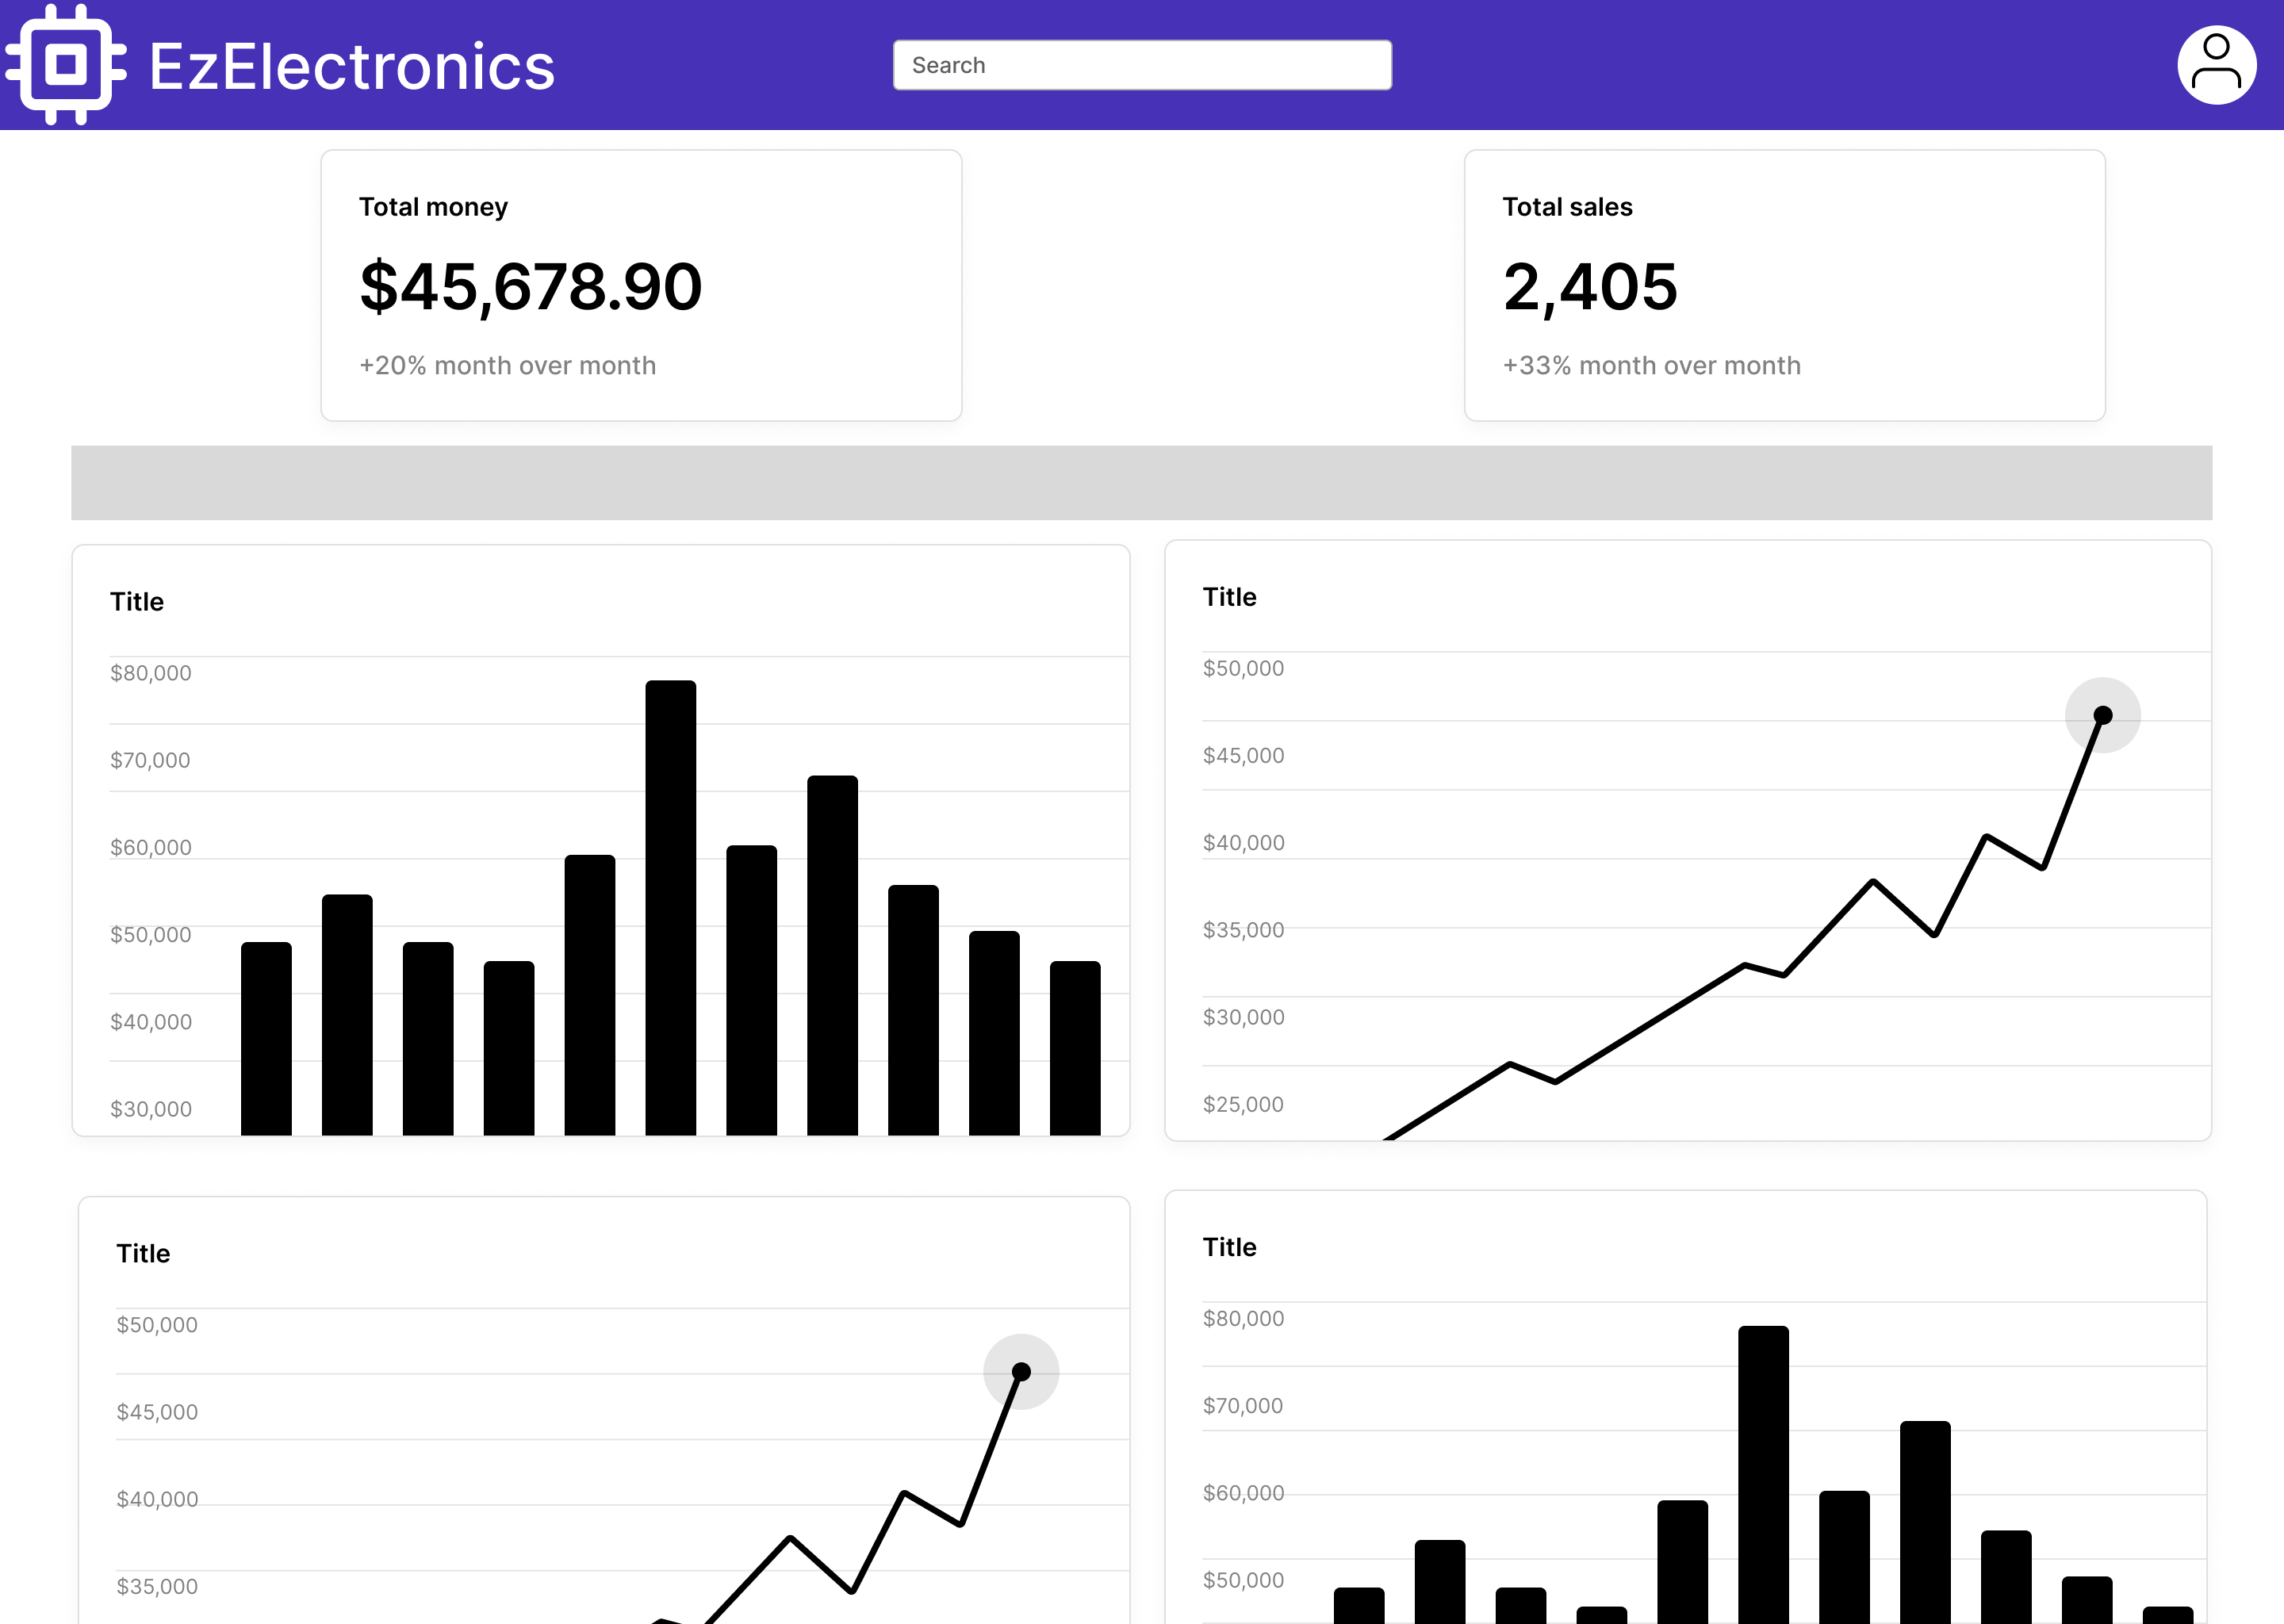 EzElectronics
Search
Total money
$45,678.90
+20% month over month
Total sales
2,405
+33% month over month
Title
$80,000
$70,000
$60,000
$50,000
$40,000
$30,000
Title
$50,000
$45,000
$40,000
$35,000
$30,000
$25,000
Title
$50,000
$45,000
$40,000
$35,000
Title
$80,000
$70,000
$60,000
$50,000